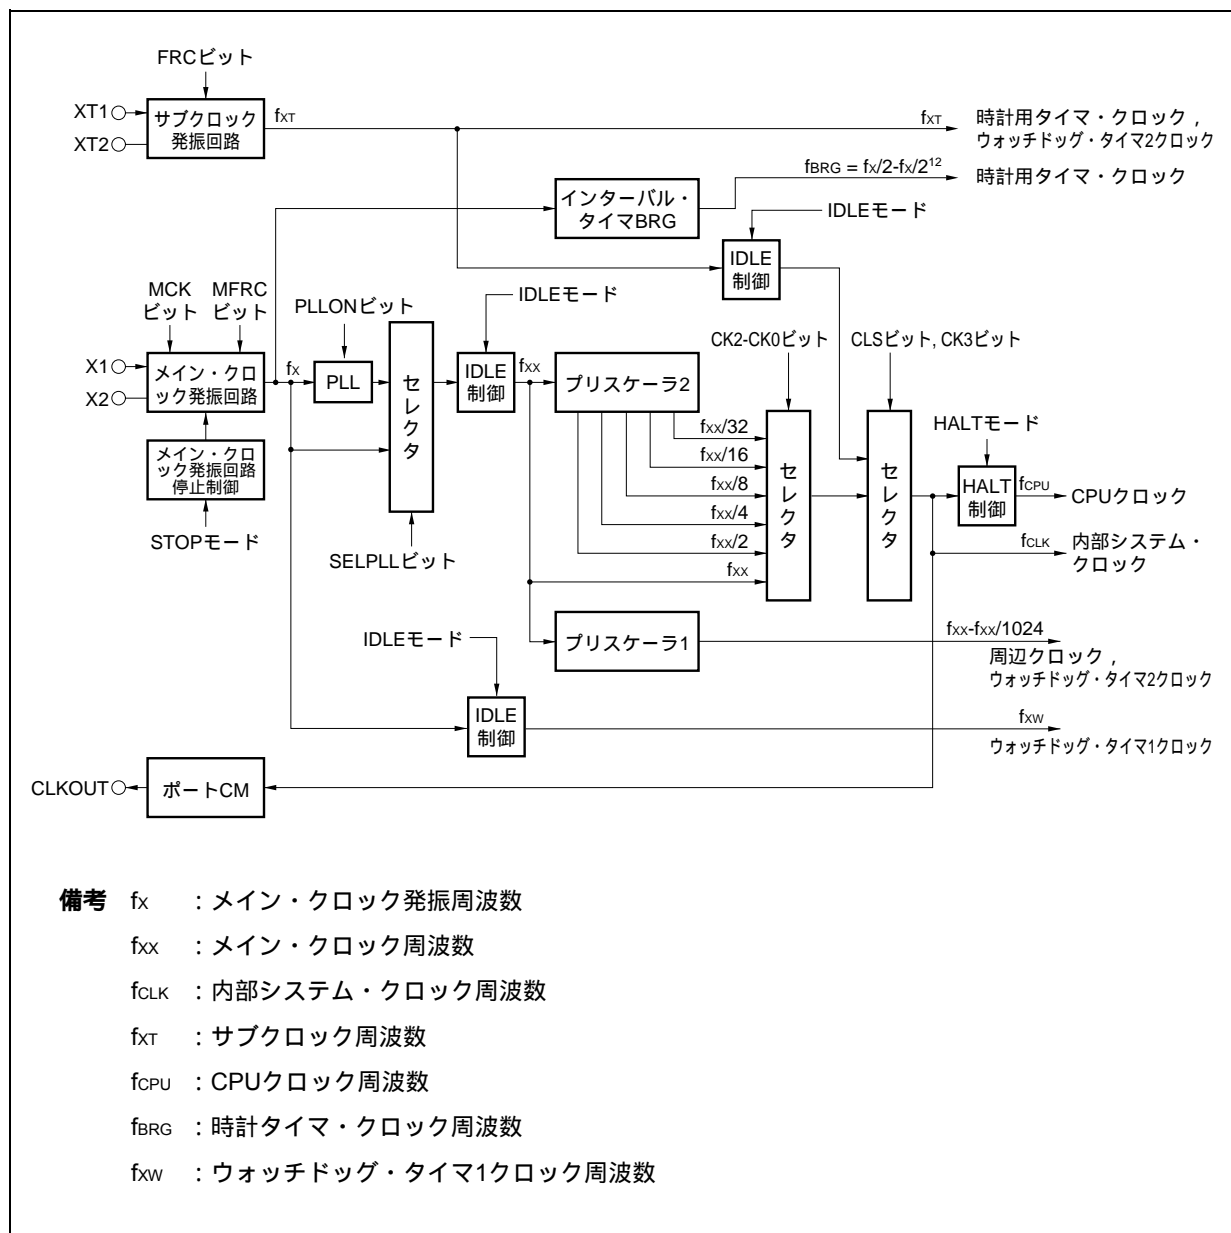 FRCビット
XT1
XT2
サブクロック
発振回路
fXT
fXT
時計用タイマ・クロック，
ウォッチドッグ・タイマ2クロック
fBRG = fX/2-fX/2¹²
時計用タイマ・クロック
インターバル・
タイマBRG
IDLEモード
IDLE
制御
MCK
ビット
MFRC
ビット
PLLONビット
IDLEモード
X1
X2
メイン・クロ
ック発振回路
fX
PLL
セレクタ
IDLE
制御
fXX
プリスケーラ2
CK2-CK0ビット
CLSビット, CK3ビット
メイン・クロ
ック発振回路
停止制御
STOPモード
SELPLLビット
fXX/32
fXX/16
fXX/8
fXX/4
fXX/2
fXX
セレクタ
セレクタ
HALTモード
HALT
制御
fCPU
CPUクロック
fCLK
内部システム・
クロック
IDLEモード
プリスケーラ1
fXX-fXX/1024
周辺クロック，
ウォッチドッグ・タイマ2クロック
IDLE
制御
fXW
ウォッチドッグ・タイマ1クロック
CLKOUT
ポートCM
備考 fX ：メイン・クロック発振周波数
fXX ：メイン・クロック周波数
fCLK ：内部システム・クロック周波数
fXT ：サブクロック周波数
fCPU ：CPUクロック周波数
fBRG ：時計タイマ・クロック周波数
fXW ：ウォッチドッグ・タイマ1クロック周波数